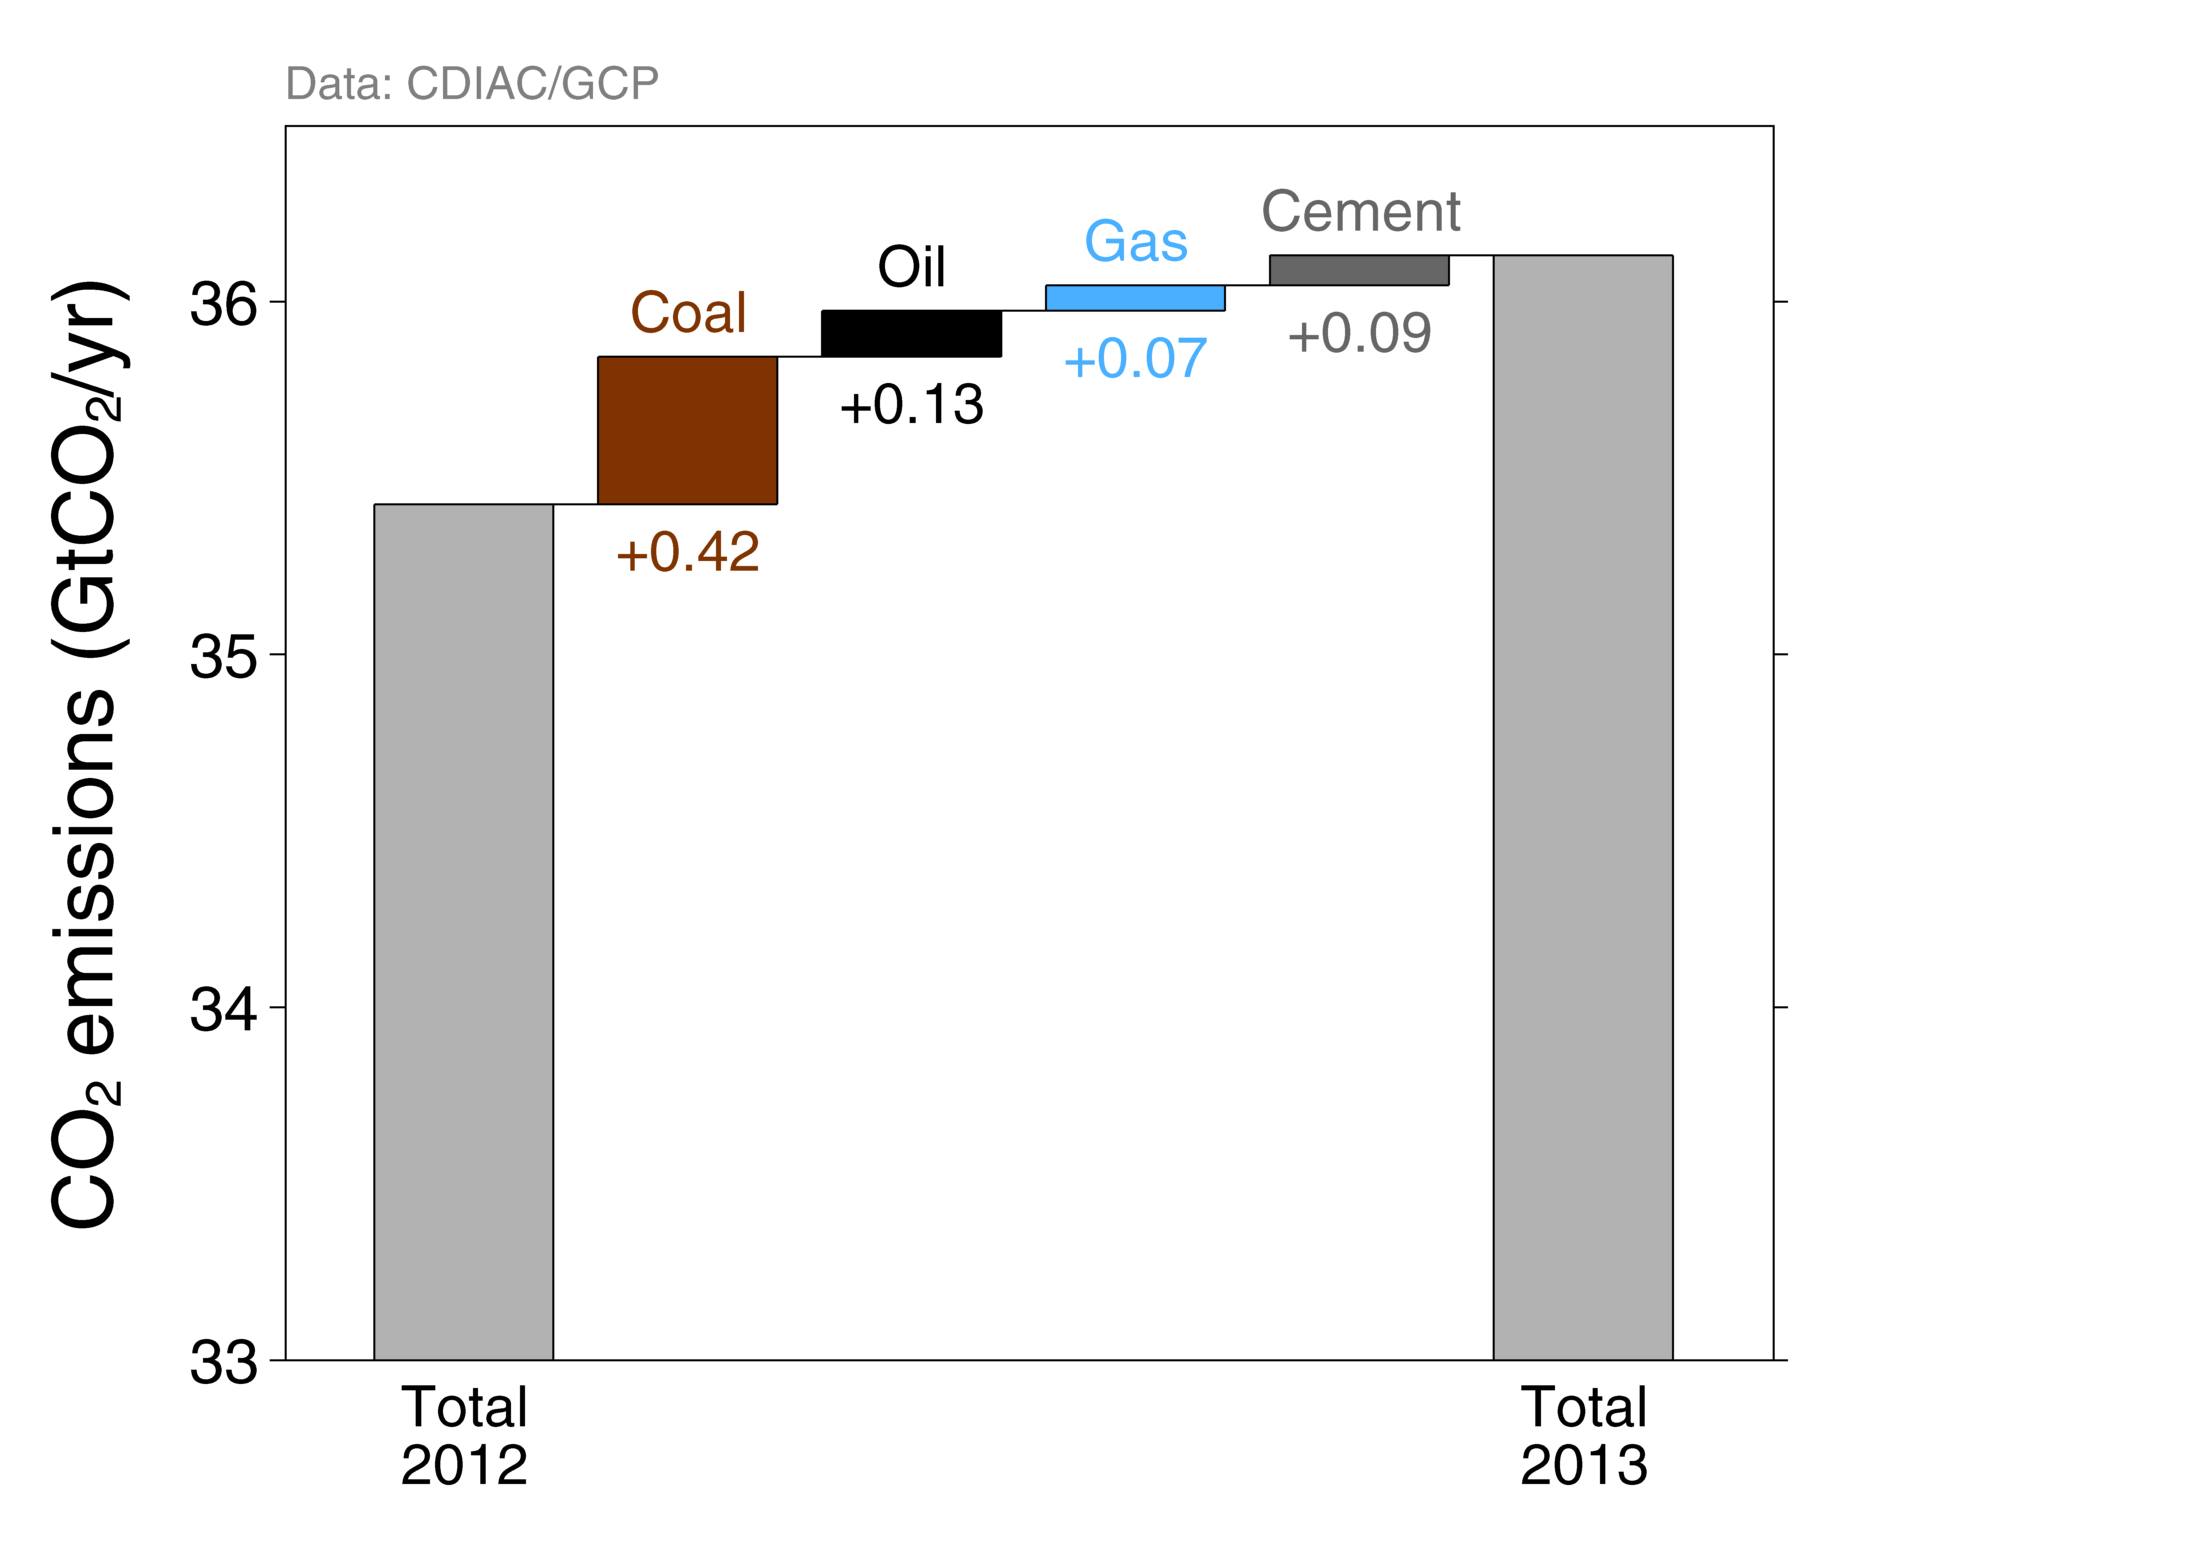 Data: CDIAC/GCP
CO₂ emissions (GtCO₂/yr)
36
35
34
33
Coal
+0.42
Oil
+0.13
Gas
+0.07
Cement
+0.09
Total
2012
Total
2013